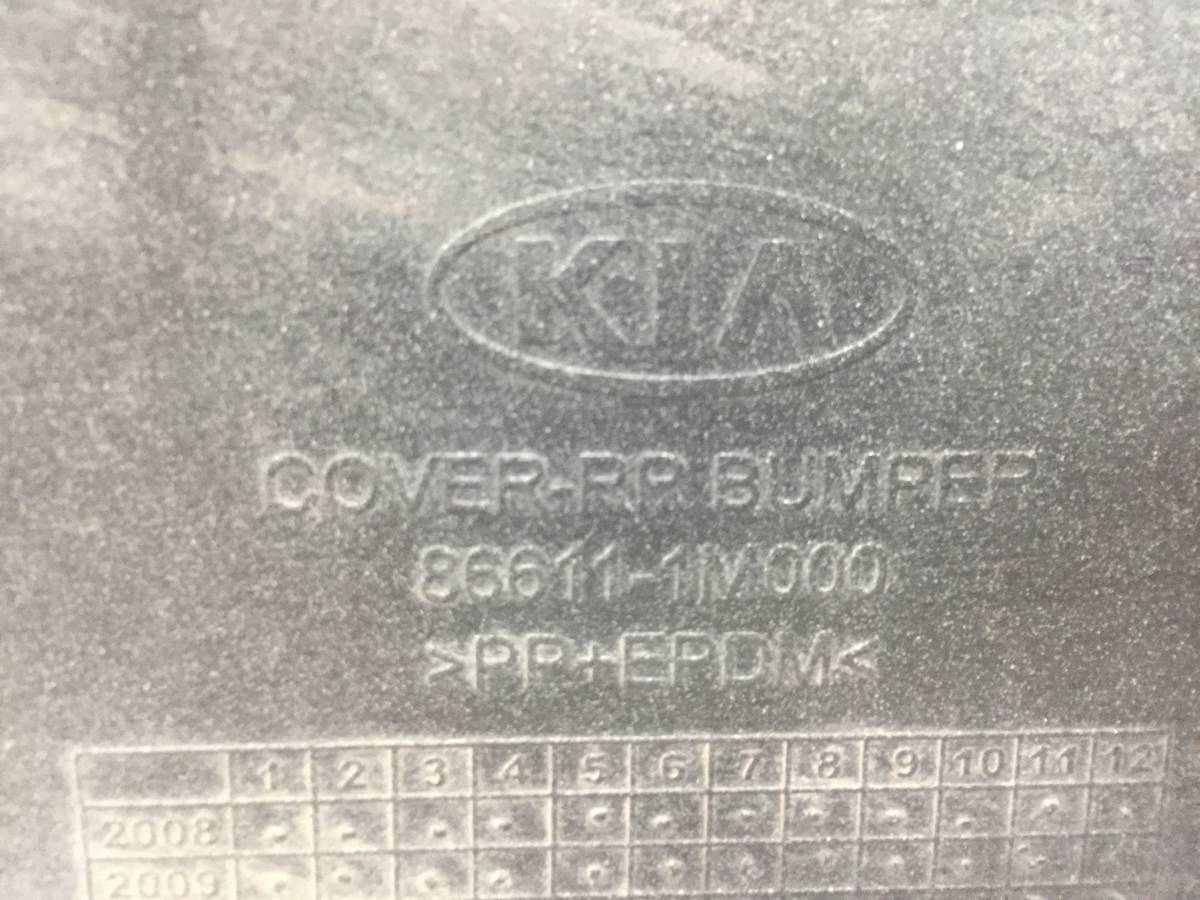 KIA
COVER-RR BUMPER
86611-1M000
>PP+EPDM<
1 2 3 4 5 6 7 8 9 10 11 12
2008
2009